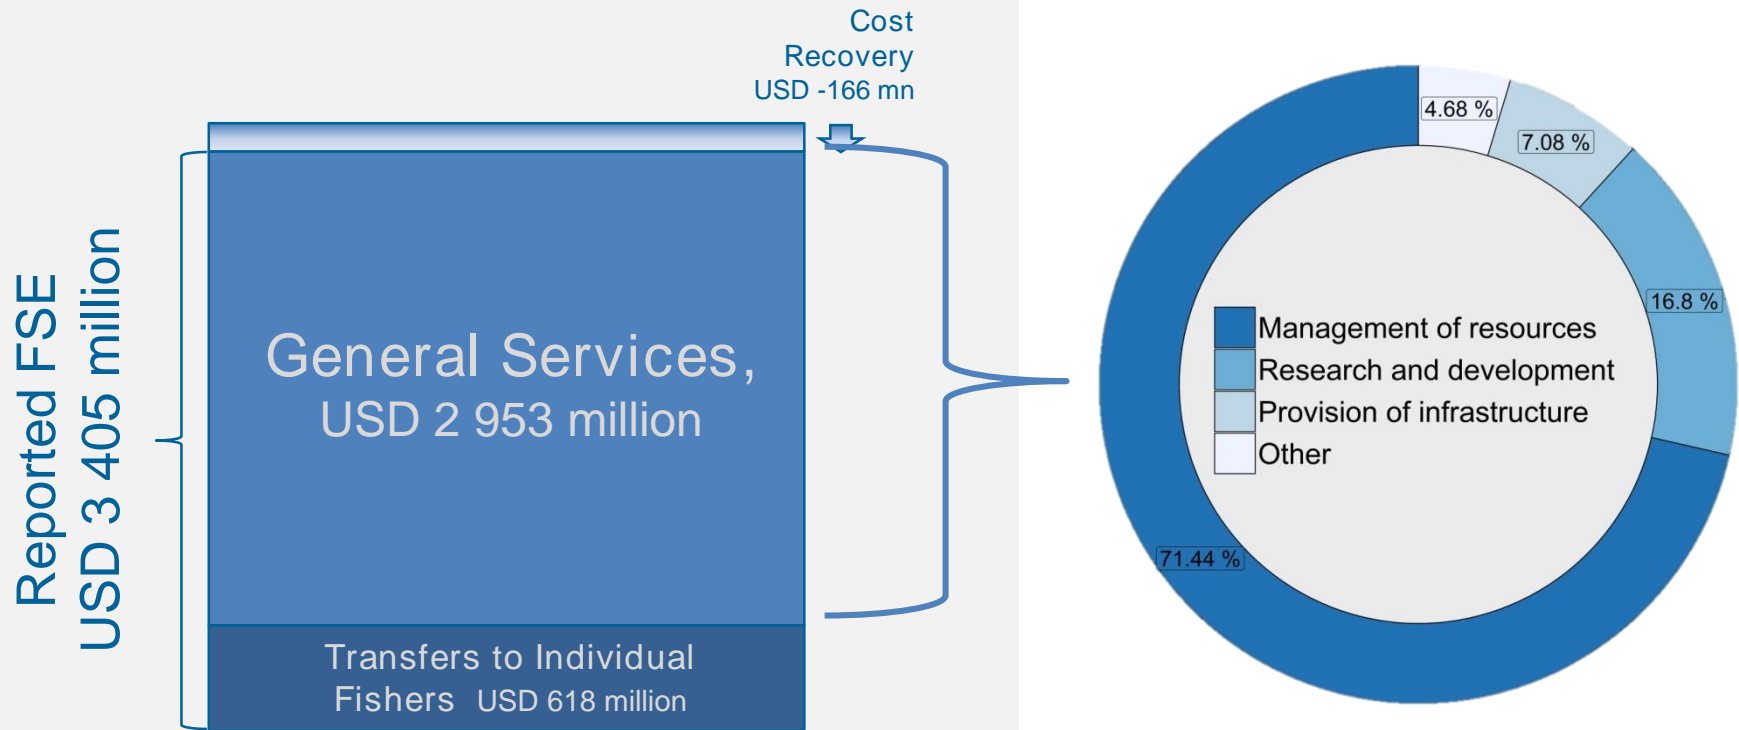 Cost
Recovery
USD -166 mn
Reported FSE
USD 3 405 million
General Services,
USD 2 953 million
Transfers to Individual
Fishers USD 618 million
4.68 %
7.08 %
16.8 %
71.44 %
Management of resources
Research and development
Provision of infrastructure
Other